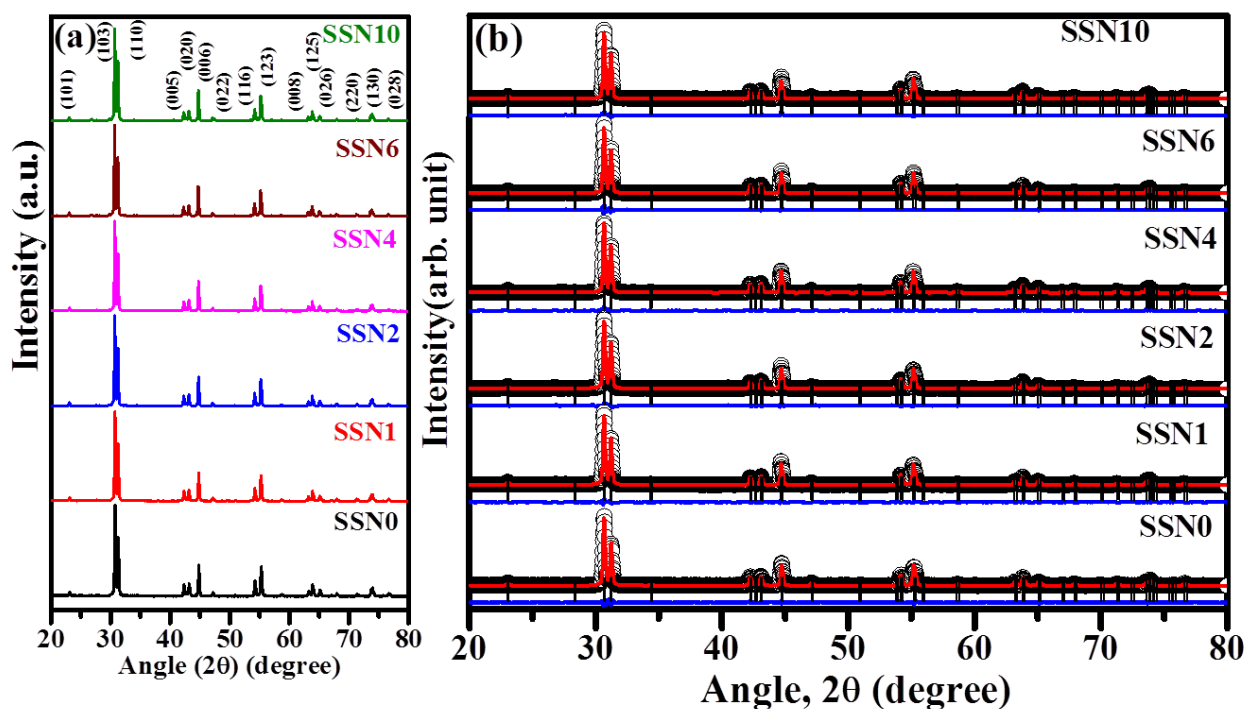 (a)
SSN10
(101)
(103)
(110)
(005)
(020)
(006)
(022)
(116)
(123)
(008)
(125)
(026)
(220)
(130)
(028)
SSN6
SSN4
SSN2
SSN1
SSN0
Intensity (a.u.)
20 30 40 50 60 70 80
Angle (2θ) (degree)
(b)
SSN10
SSN6
SSN4
SSN2
SSN1
SSN0
Intensity(arb. unit)
20 30 40 50 60 70 80
Angle, 2θ (degree)